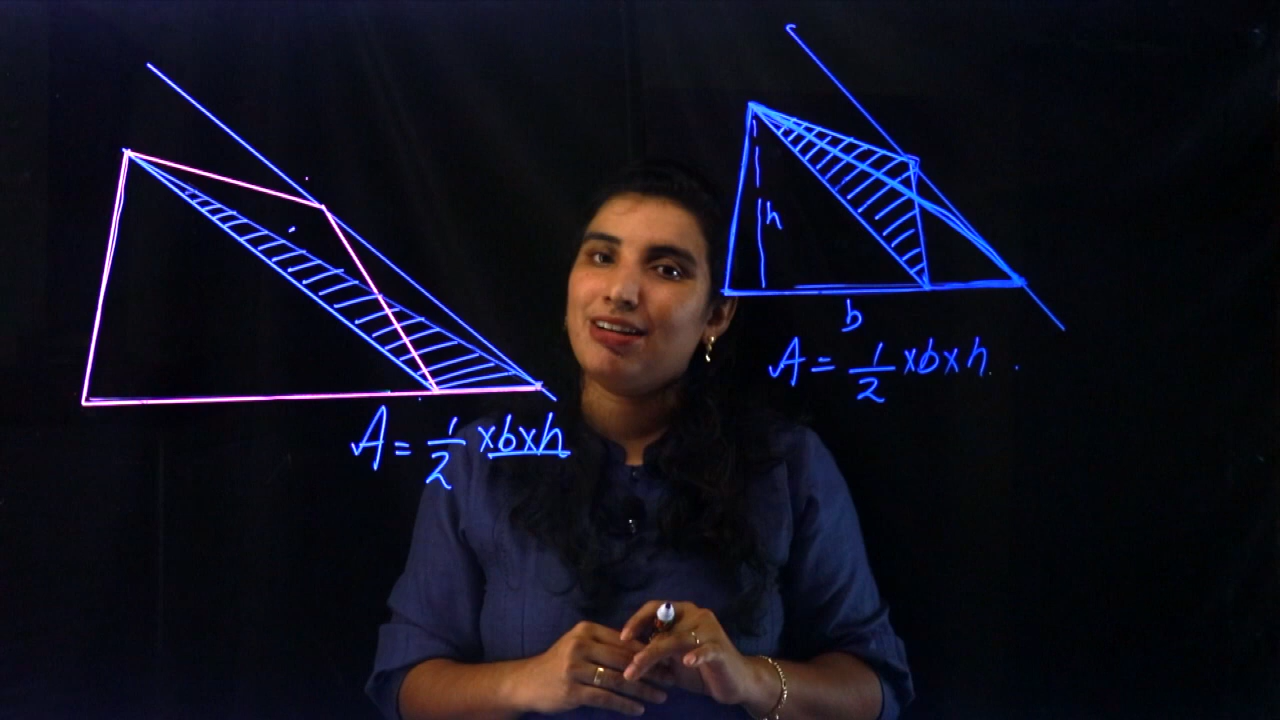 A = 1/2 × b × h
h
b
A = 1/2 × b × h